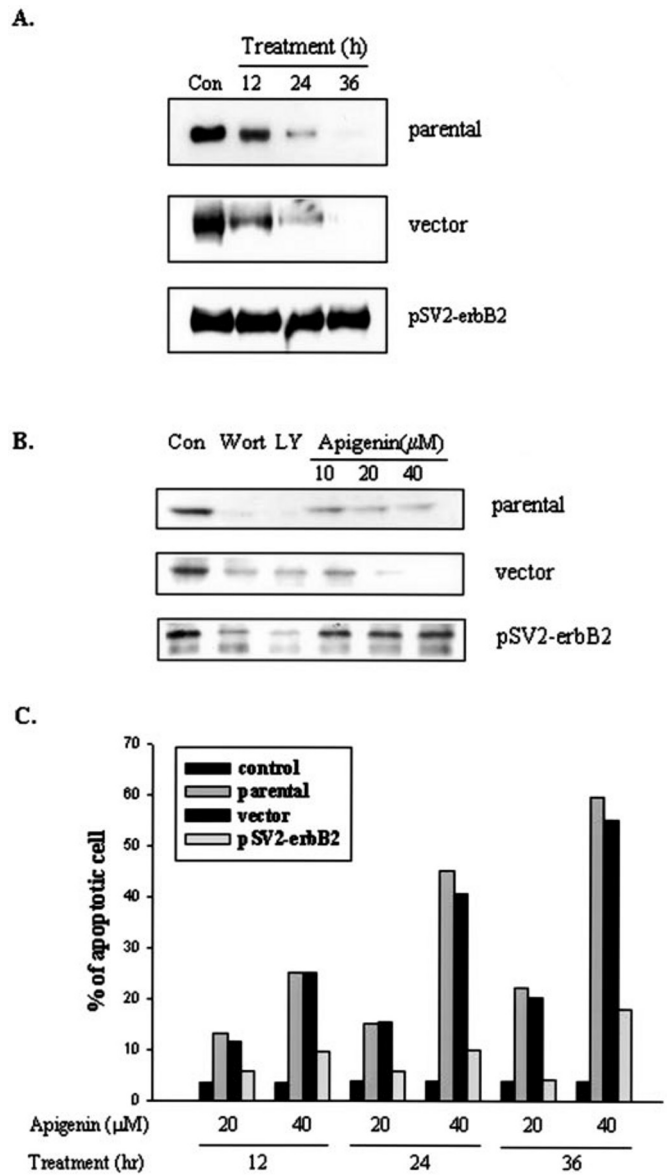 A.
Treatment (h)
Con 12 24 36
parental
vector
pSV2-erbB2
B.
Con Wort LY Apigenin(μM)
10 20 40
parental
vector
pSV2-erbB2
C.
70
60
50
40
30
20
10
0
% of apoptotic cell
control
parental
vector
pSV2-erbB2
Apigenin (μM) 20 40 20 40 20 40
Treatment (hr) 12 24 36